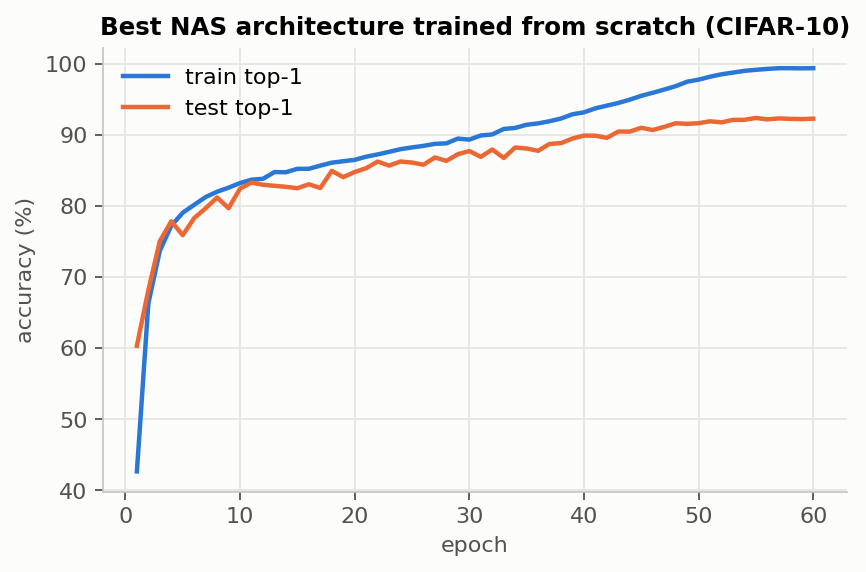 Best NAS architecture trained from scratch (CIFAR-10)
train top-1
test top-1
accuracy (%)
100
90
80
70
60
50
40
0 10 20 30 40 50 60
epoch